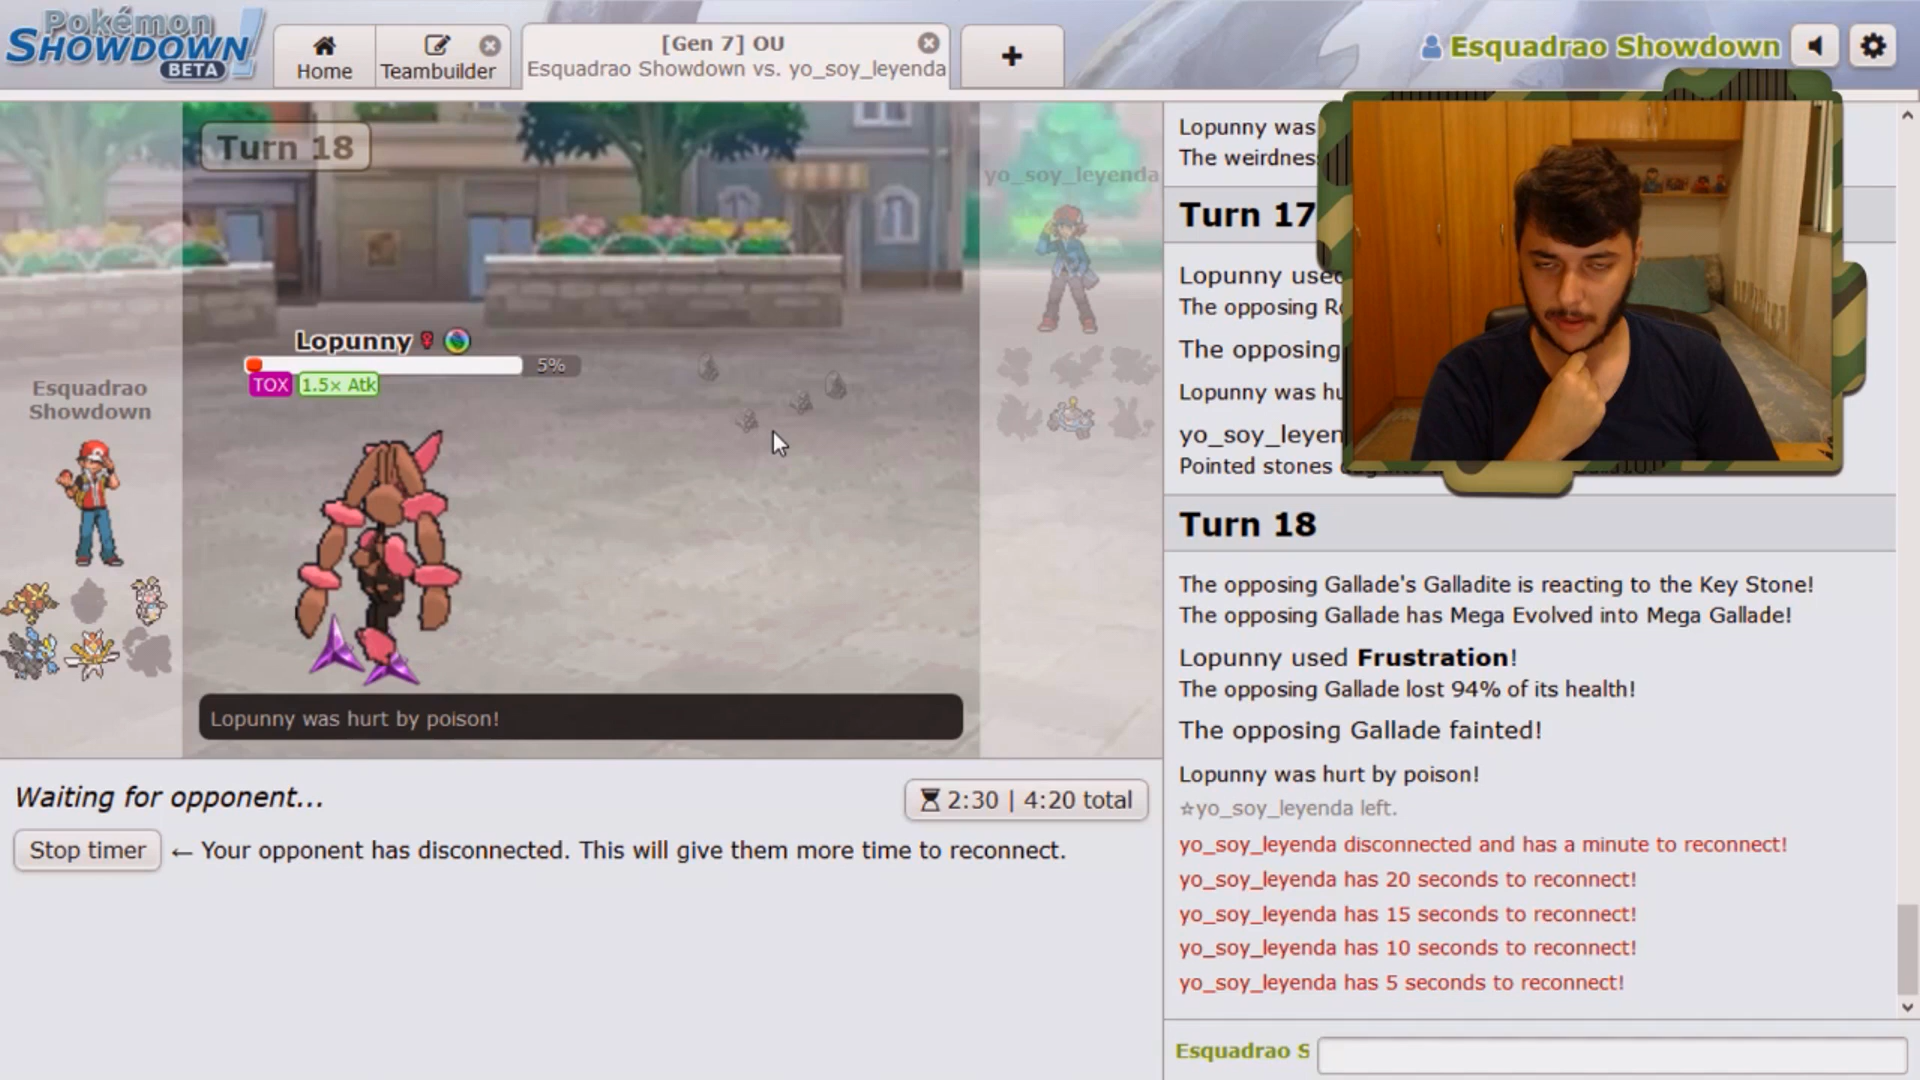 Pokémon
SHOWDOWN!
BETA
Home
Teambuilder
[Gen 7] OU
Esquadrao Showdown vs. yo_soy_leyenda
+
Esquadrao Showdown
Turn 18
yo_soy_leyenda
Lopunny
5%
TOX 1.5× Atk
Esquadrao
Showdown
Lopunny was hurt by poison!
Waiting for opponent...
2:30 | 4:20 total
Stop timer ← Your opponent has disconnected. This will give them more time to reconnect.
Lopunny was
The weirdness
Turn 17
Lopunny used
The opposing
The opposing
Lopunny was hu
yo_soy_leyen
Pointed stones
Turn 18
The opposing Gallade's Galladite is reacting to the Key Stone!
The opposing Gallade has Mega Evolved into Mega Gallade!
Lopunny used Frustration!
The opposing Gallade lost 94% of its health!
The opposing Gallade fainted!
Lopunny was hurt by poison!
☆yo_soy_leyenda left.
yo_soy_leyenda disconnected and has a minute to reconnect!
yo_soy_leyenda has 20 seconds to reconnect!
yo_soy_leyenda has 15 seconds to reconnect!
yo_soy_leyenda has 10 seconds to reconnect!
yo_soy_leyenda has 5 seconds to reconnect!
Esquadrao S